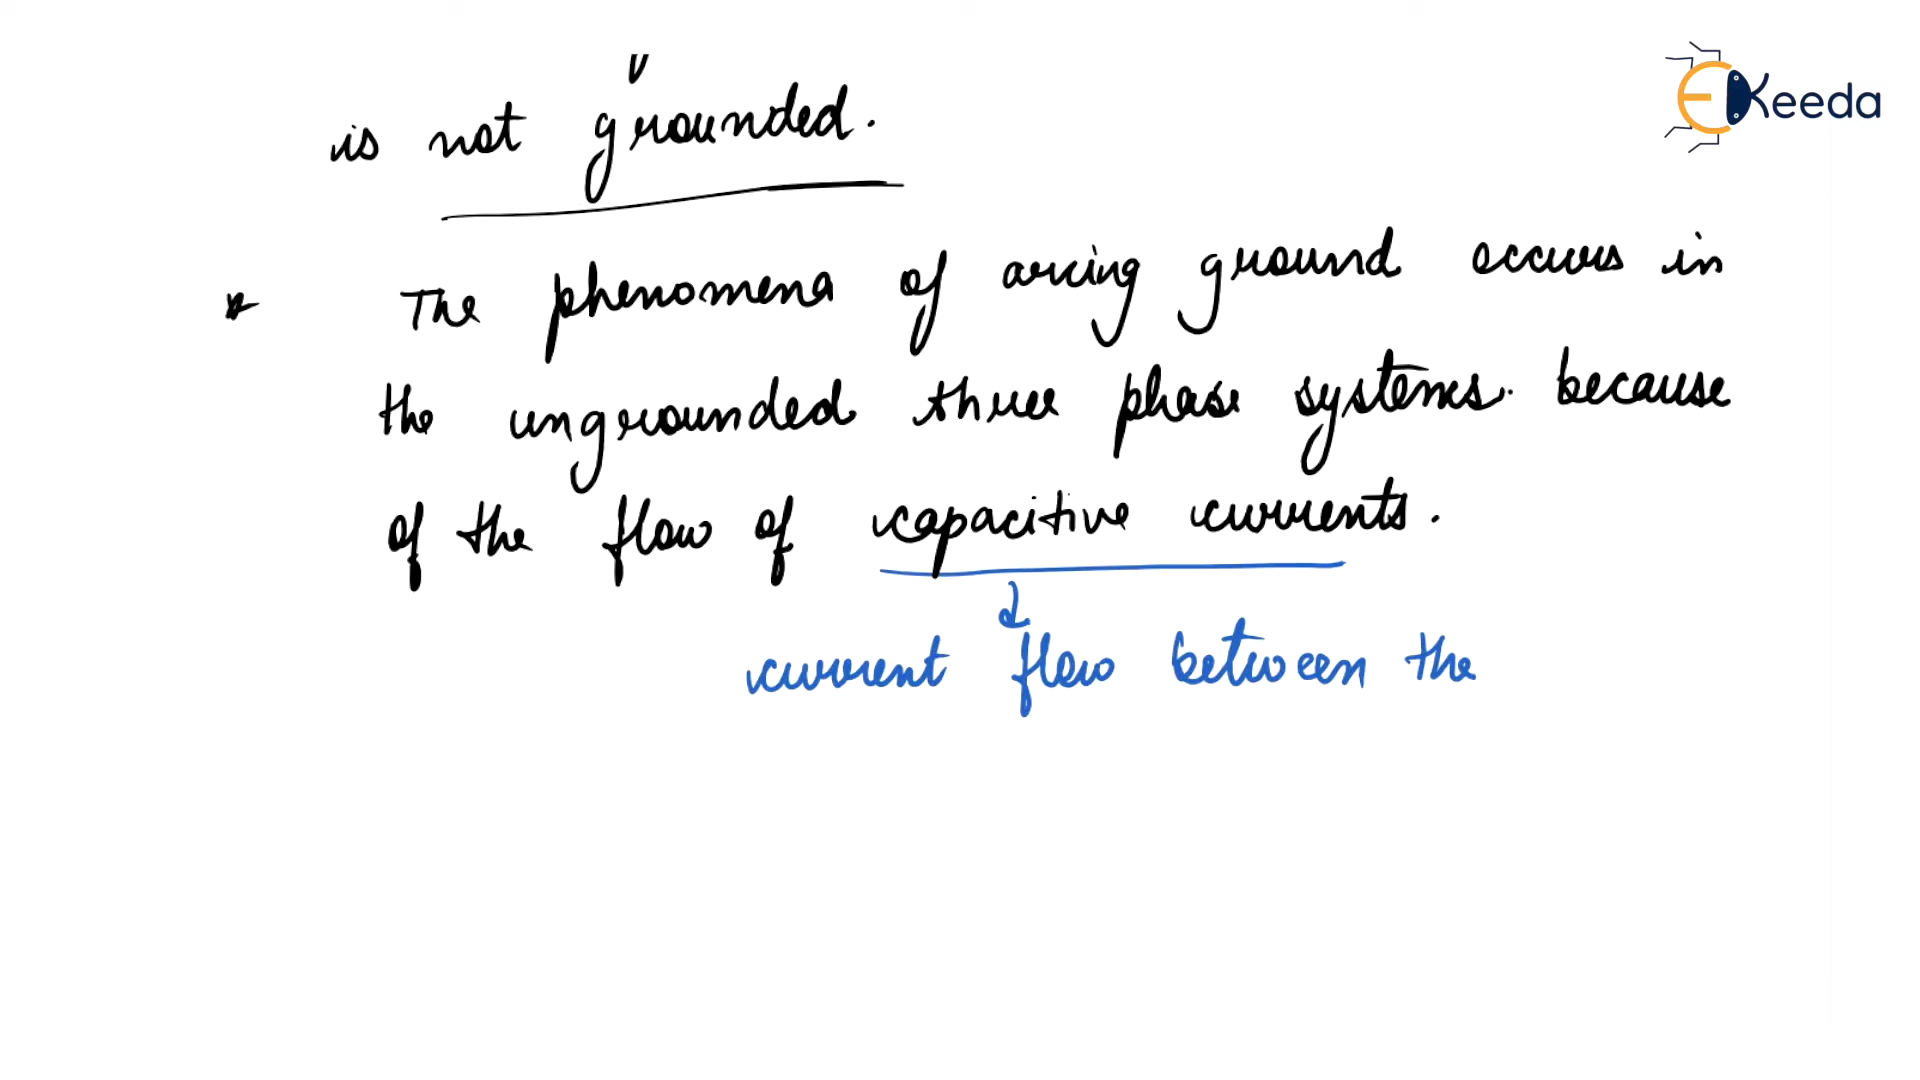 EKeeda
is not grounded.
* The phenomena of arcing ground occurs in
the ungrounded three phase systems. because
of the flow of capacitive currents.
current flow between the